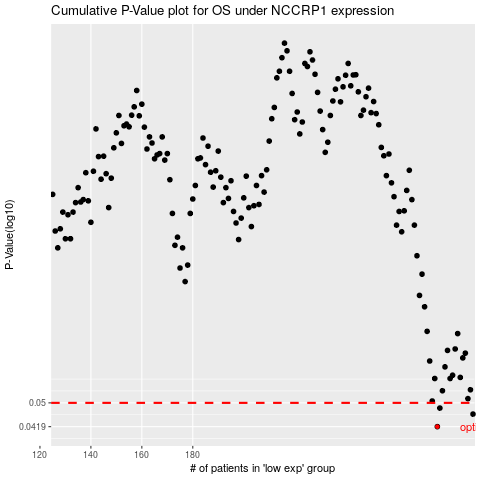 Cumulative P-Value plot for OS under NCCRP1 expression
P-Value(log10)
0.05
0.0419
opt
120 140 160 180
# of patients in 'low exp' group